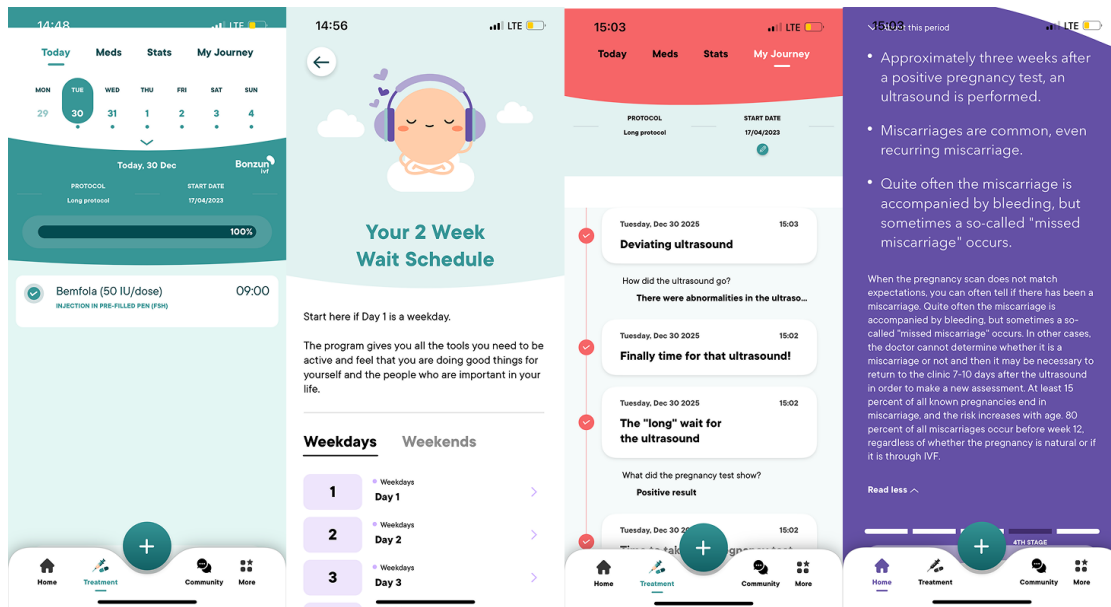 14:48
LTE
Today Meds Stats My Journey
MON TUE WED THU FRI SAT SUN
29 30 31 1 2 3 4
Today, 30 Dec
Bonzun
ivf
PROTOCOL START DATE
Long protocol 17/04/2023
100%
Bemfola (50 IU/dose) 09:00
INJECTION IN PRE-FILLED PEN (FSH)
+
Home Treatment Community More
14:56
LTE
Your 2 Week
Wait Schedule
Start here if Day 1 is a weekday.
The program gives you all the tools you need to be
active and feel that you are doing good things for
yourself and the people who are important in your
life.
Weekdays Weekends
1 Weekdays
Day 1
2 Weekdays
Day 2
3 Weekdays
Day 3
+
Home Treatment Community More
15:03
LTE
Today Meds Stats My Journey
PROTOCOL START DATE
Long protocol 17/04/2023
Tuesday, Dec 30 2025 15:03
Deviating ultrasound
How did the ultrasound go?
There were abnormalities in the ultraso...
Tuesday, Dec 30 2025 15:02
Finally time for that ultrasound!
Tuesday, Dec 30 2025 15:02
The "long" wait for
the ultrasound
What did the pregnancy test show?
Positive result
Tuesday, Dec 30 15:02
+
Home Treatment Community More
15:03
LTE
this period
• Approximately three weeks after
a positive pregnancy test, an
ultrasound is performed.
• Miscarriages are common, even
recurring miscarriage.
• Quite often the miscarriage is
accompanied by bleeding, but
sometimes a so-called "missed
miscarriage" occurs.
When the pregnancy scan does not match
expectations, you can often tell if there has been a
miscarriage. Quite often the miscarriage is
accompanied by bleeding, but sometimes a so-
called "missed miscarriage" occurs. In other cases,
the doctor cannot determine whether it is a
miscarriage or not and then it may be necessary to
return to the clinic 7-10 days after the ultrasound
in order to make a new assessment. At least 15
percent of all known pregnancies end in
miscarriage, and the risk increases with age. 80
percent of all miscarriages occur before week 12,
regardless of whether the pregnancy is natural or if
it is through IVF.
Read less
4TH STAGE
+
Home Treatment Community More